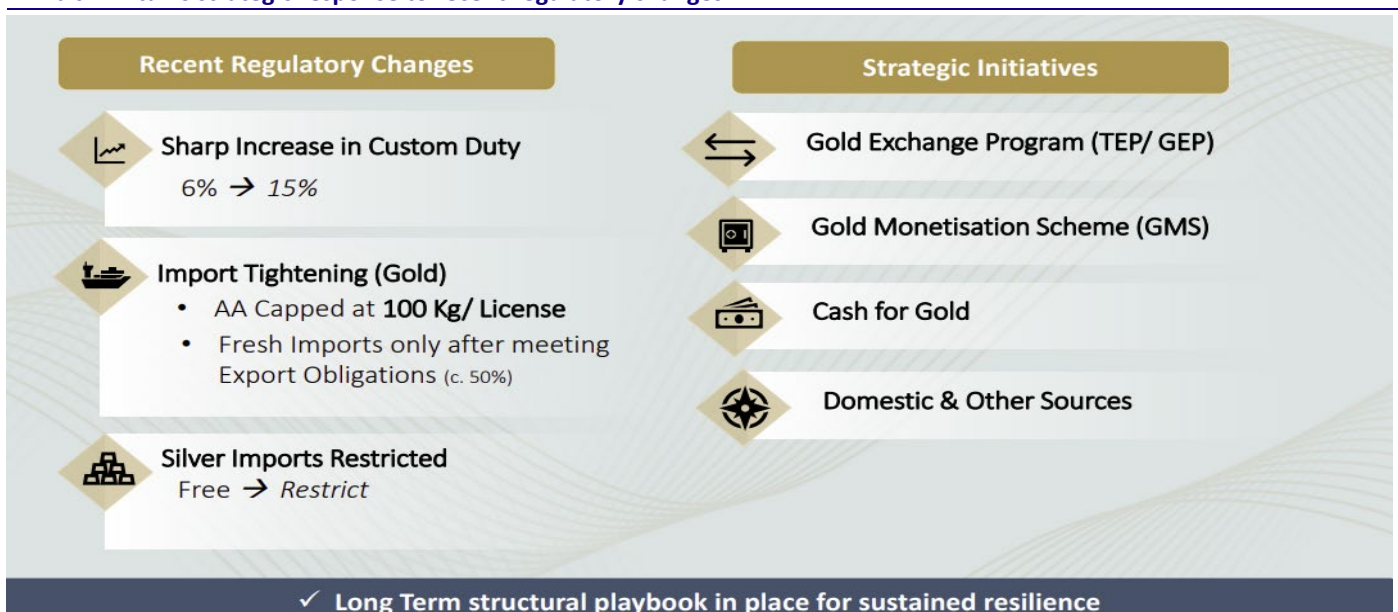 Recent Regulatory Changes
Sharp Increase in Custom Duty
6% → 15%
Import Tightening (Gold)
• AA Capped at 100 Kg/ License
• Fresh Imports only after meeting
Export Obligations (c. 50%)
Silver Imports Restricted
Free → Restrict
Strategic Initiatives
Gold Exchange Program (TEP/ GEP)
Gold Monetisation Scheme (GMS)
Cash for Gold
Domestic & Other Sources
✓ Long Term structural playbook in place for sustained resilience